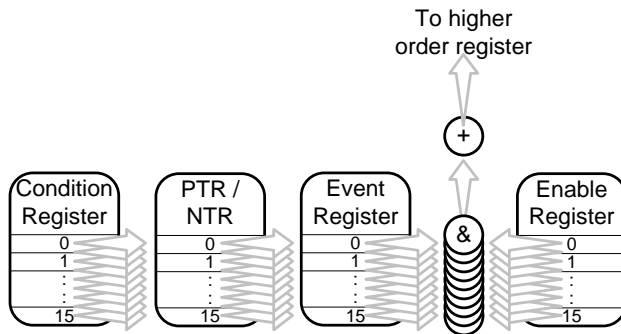 To higher
order register
+
Condition
Register
0
1
:
:
15
PTR /
NTR
0
1
:
:
15
Event
Register
0
1
:
:
15
&
Enable
Register
0
1
:
:
15